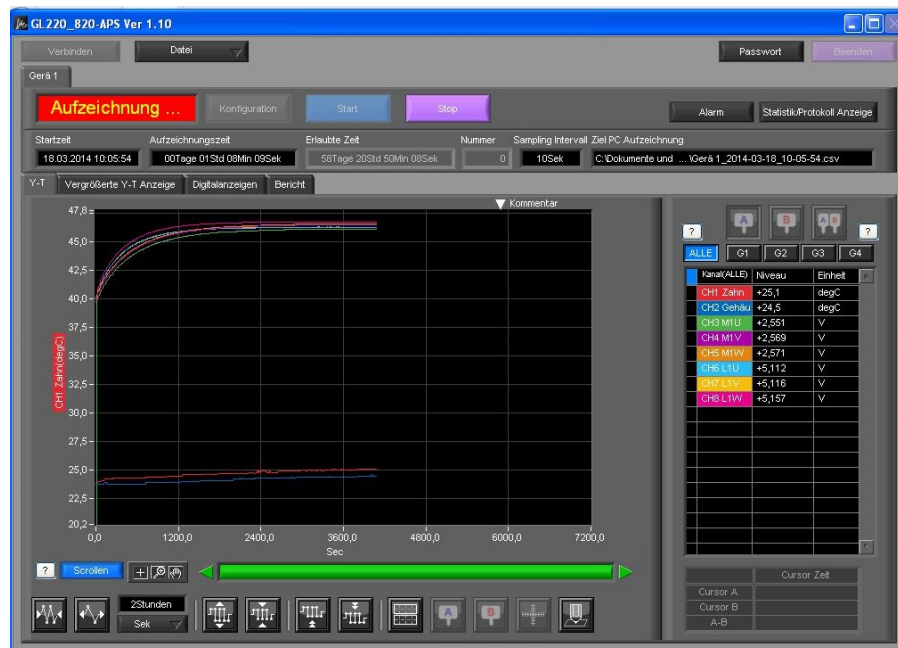 GL220_820-APS Ver 1.10
Verbinden Datei Passwort Beenden
Gerä 1
Aufzeichnung ... Konfiguration Start Stop Alarm Statistik/Protokoll Anzeige
Startzeit Aufzeichnungszeit Erlaubte Zeit Nummer Sampling Intervall Ziel PC Aufzeichnung
18.03.2014 10:05:54 00Tage 01Std 08Min 09Sek 58Tage 20Std 50Min 08Sek 0 10Sek C:\Dokumente und ... \Gerä 1_2014-03-18_10-05-54.csv
Y-T Vergrößerte Y-T Anzeige Digitalanzeigen Bericht
Kommentar
47,8
45,0
42,5
40,0
37,5
35,0
32,5
30,0
27,5
25,0
22,5
20,2
CH1 Zahn(degC)
0,0 1200,0 2400,0 3600,0 4800,0 6000,0 7200,0
Sec
? A B A B ?
ALLE G1 G2 G3 G4
Kanal(ALLE) Niveau Einheit
CH1 Zahn +25,1 degC
CH2 Gehäu +24,5 degC
CH3 M1U +2,551 V
CH4 M1V +2,569 V
CH5 M1W +2,571 V
CH6 L1U +5,112 V
CH7 L1V +5,116 V
CH8 L1W +5,157 V
? Scrollen
2Stunden
Sek
A B
Cursor Zeit
Cursor A
Cursor B
A-B